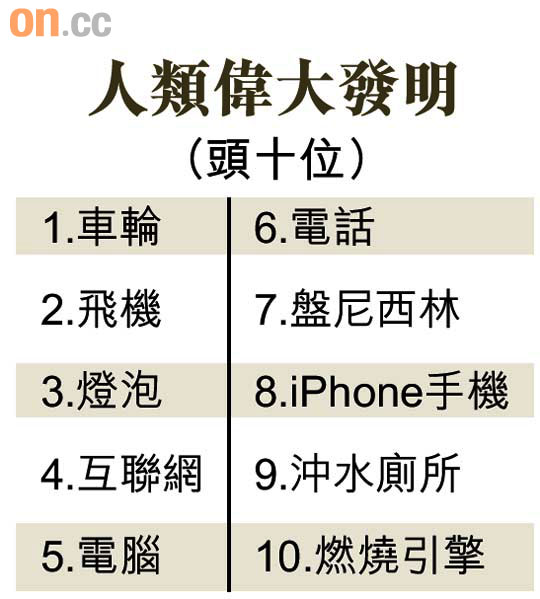 on.cc
人類偉大發明
（頭十位）
1.車輪
2.飛機
3.燈泡
4.互聯網
5.電腦
6.電話
7.盤尼西林
8.iPhone手機
9.沖水廁所
10.燃燒引擎